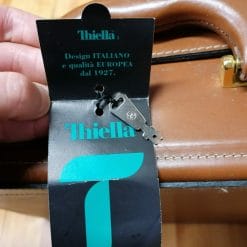 Thiella
Design ITALIANO
e qualità EUROPEA
dal 1927.
Thiella